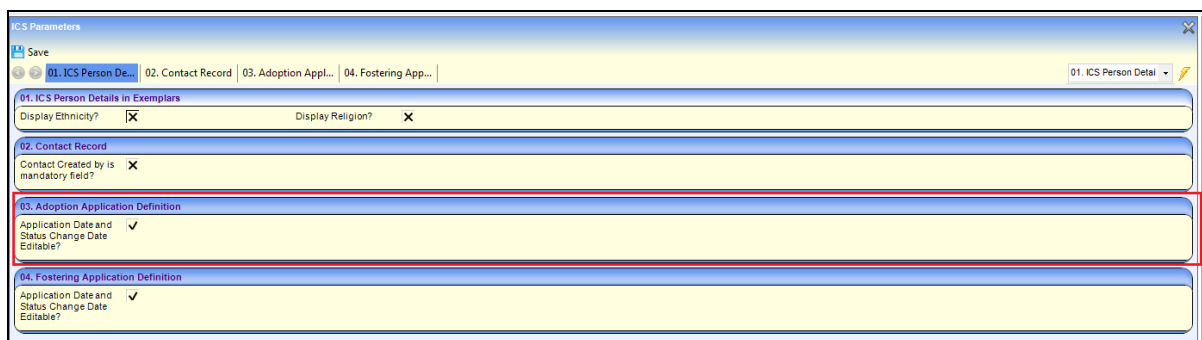 ICS Parameters
Save
01. ICS Person De... 02. Contact Record 03. Adoption Appl... 04. Fostering App... 01. ICS Person Detai
01. ICS Person Details in Exemplars
Display Ethnicity? Display Religion?
02. Contact Record
Contact Created by is
mandatory field?
03. Adoption Application Definition
Application Date and
Status Change Date
Editable?
04. Fostering Application Definition
Application Date and
Status Change Date
Editable?